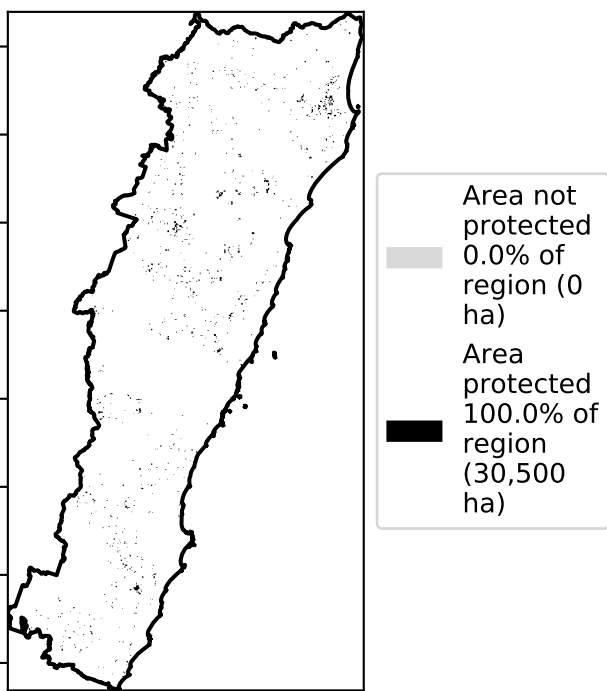 Area not
protected
0.0% of
region (0
ha)
Area
protected
100.0% of
region
(30,500
ha)